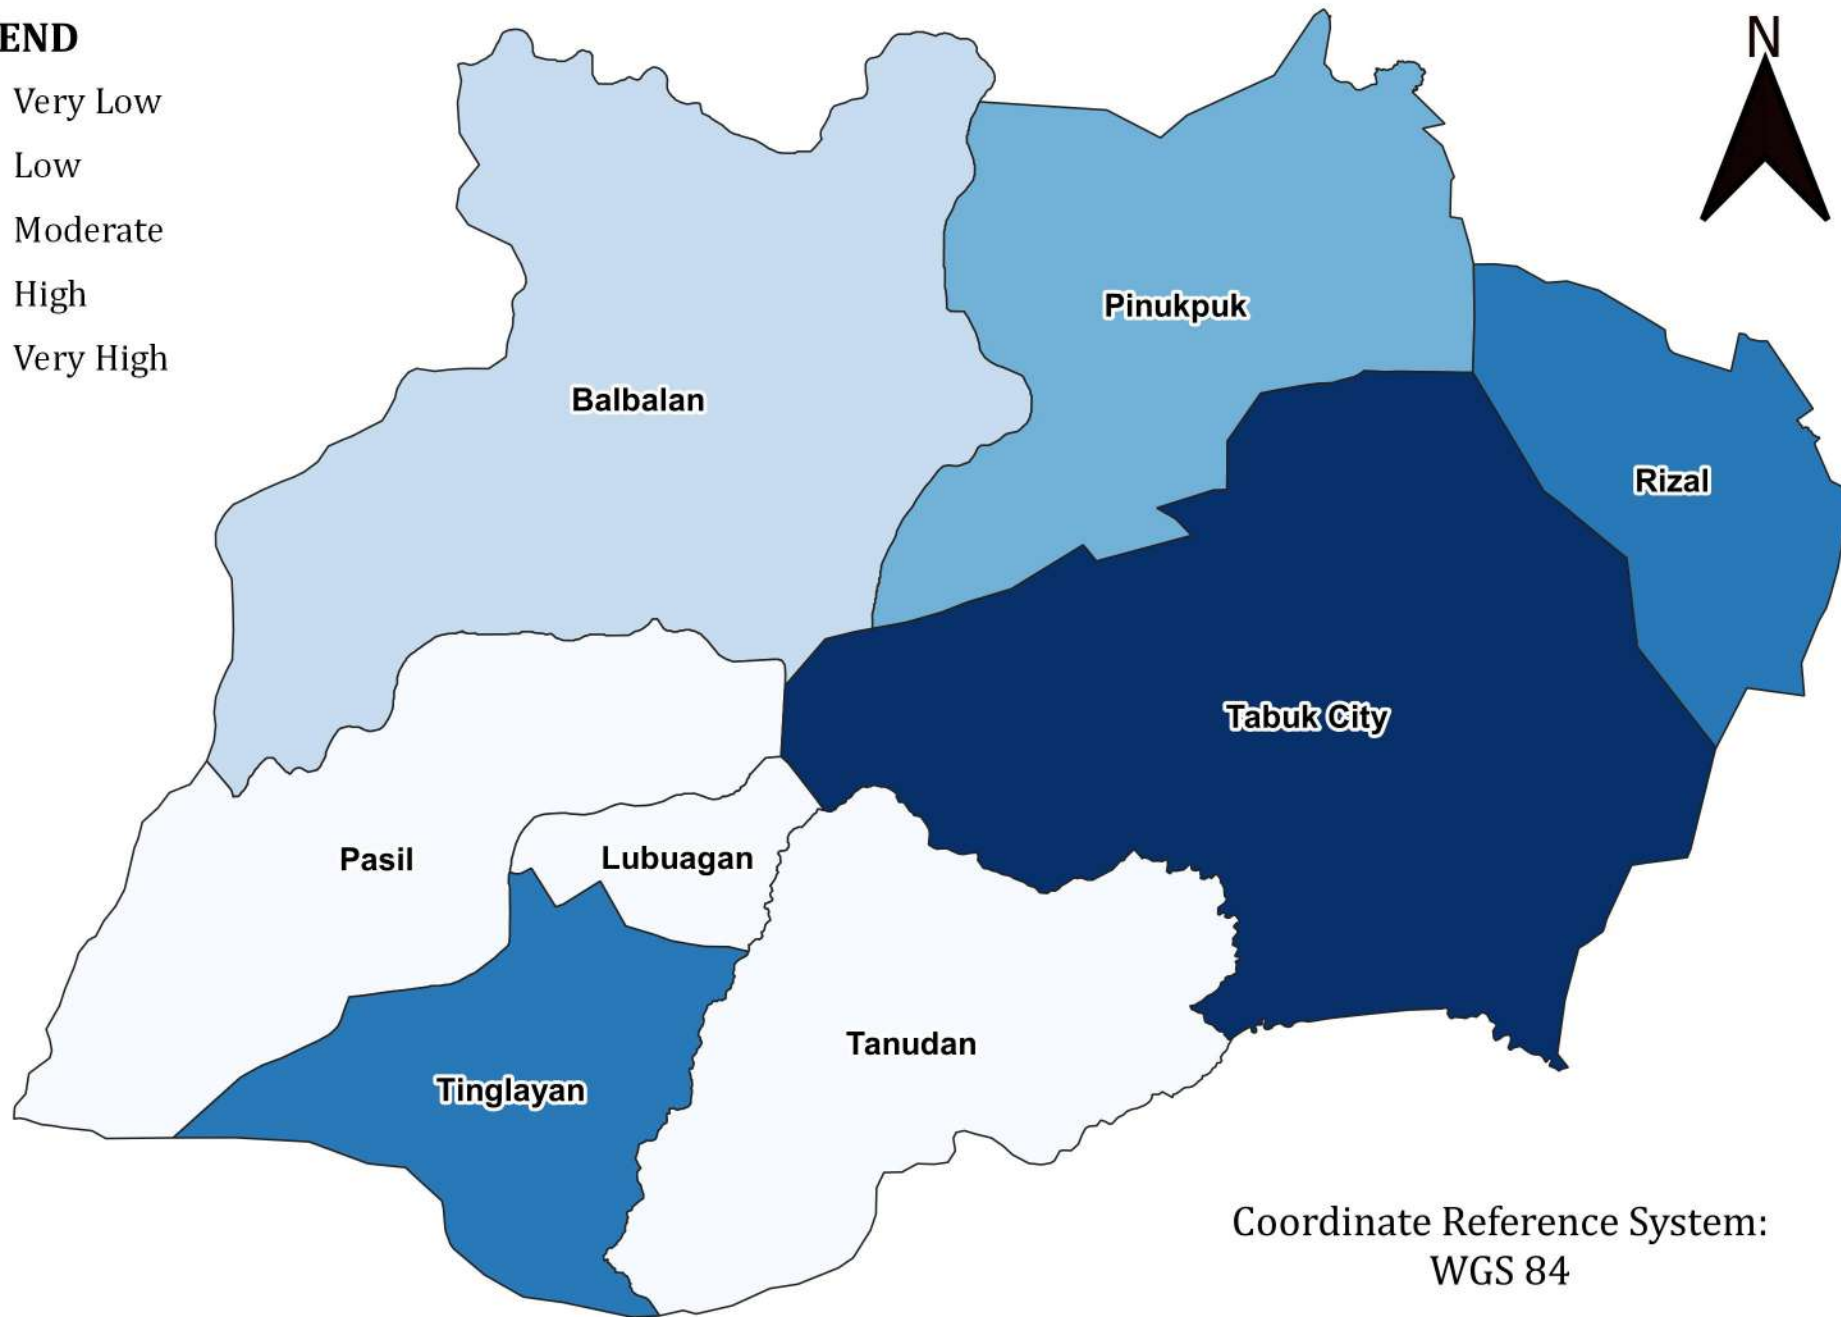 END
Very Low
Low
Moderate
High
Very High
N
Pinukpuk
Balbalan
Rizal
Tabuk City
Pasil
Lubuagan
Tanudan
Tinglayan
Coordinate Reference System:
WGS 84